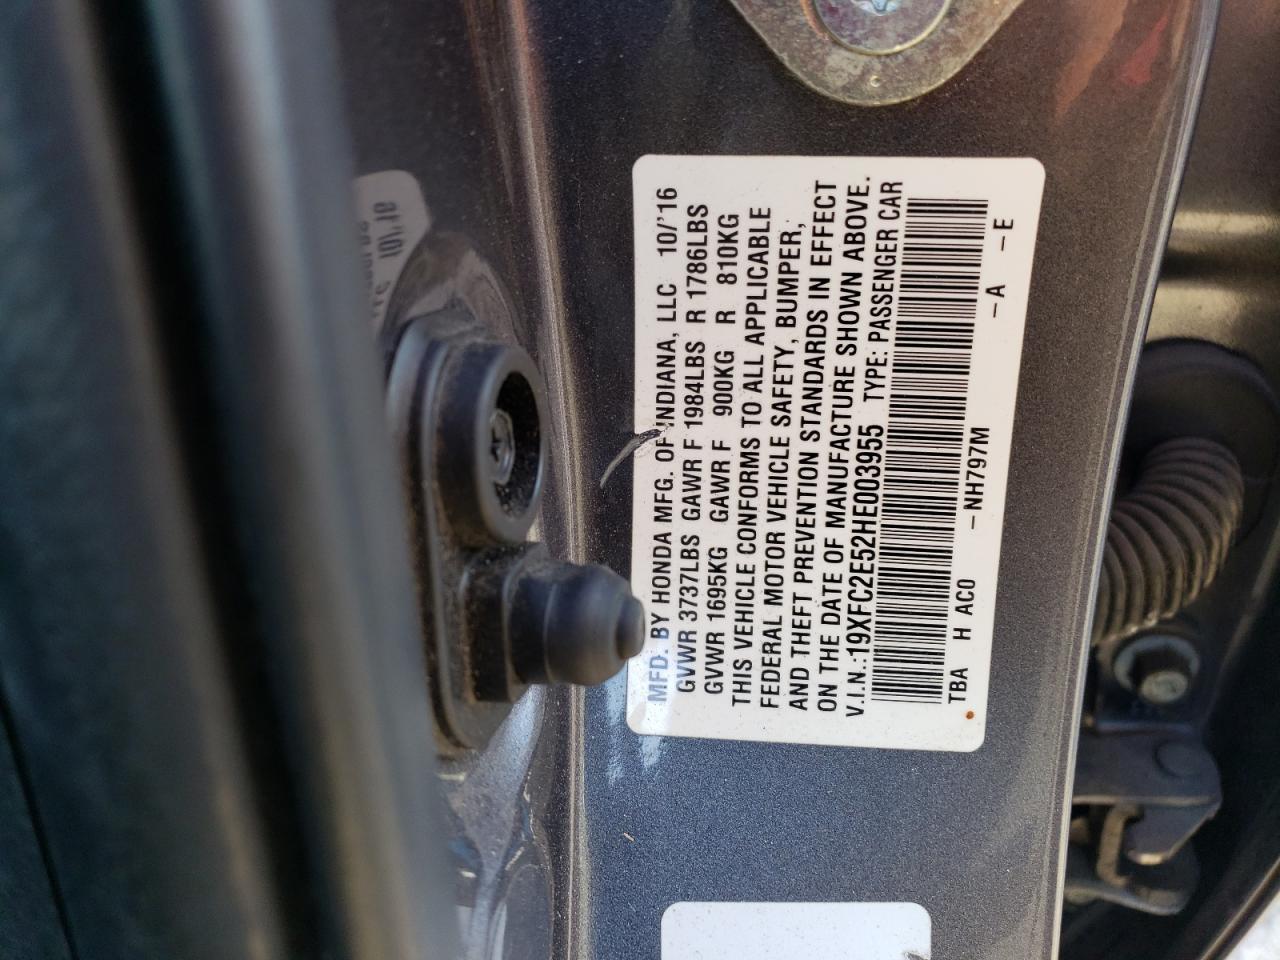 MFD. BY HONDA MFG. OF INDIANA, LLC 10/'16
GVWR 3737LBS GAWR F 1984LBS R 1786LBS
GVWR 1695KG GAWR F 900KG R 810KG
THIS VEHICLE CONFORMS TO ALL APPLICABLE
FEDERAL MOTOR VEHICLE SAFETY, BUMPER,
AND THEFT PREVENTION STANDARDS IN EFFECT
ON THE DATE OF MANUFACTURE SHOWN ABOVE.
V.I.N.:19XFC2E52HE003955 TYPE: PASSENGER CAR
TBA H AC0 –NH797M –A –E